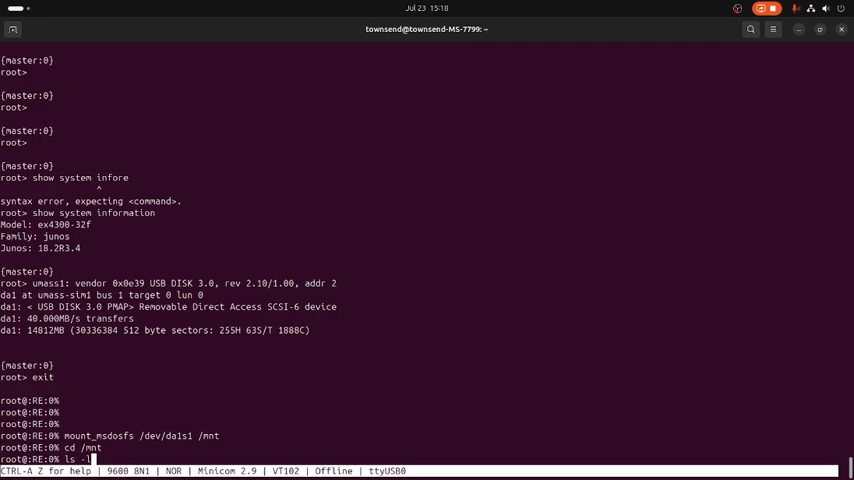 Jul 23 15:18
townsend@townsend-MS-7799: ~
{master:0}
root>
{master:0}
root>
{master:0}
root>
{master:0}
root> show system infore
^
syntax error, expecting <command>.
root> show system information
Model: ex4300-32f
Family: junos
Junos: 18.2R3.4
{master:0}
root> umass1: vendor 0x0e39 USB DISK 3.0, rev 2.10/1.00, addr 2
da1 at umass-sim1 bus 1 target 0 lun 0
da1: < USB DISK 3.0 PMAP> Removable Direct Access SCSI-6 device
da1: 40.000MB/s transfers
da1: 14812MB (30336384 512 byte sectors: 255H 63S/T 1888C)
{master:0}
root> exit
root@:RE:0%
root@:RE:0%
root@:RE:0%
root@:RE:0% mount_msdosfs /dev/da1s1 /mnt
root@:RE:0% cd /mnt
root@:RE:0% ls -l
CTRL-A Z for help | 9600 8N1 | NOR | Minicom 2.9 | VT102 | Offline | ttyUSB0